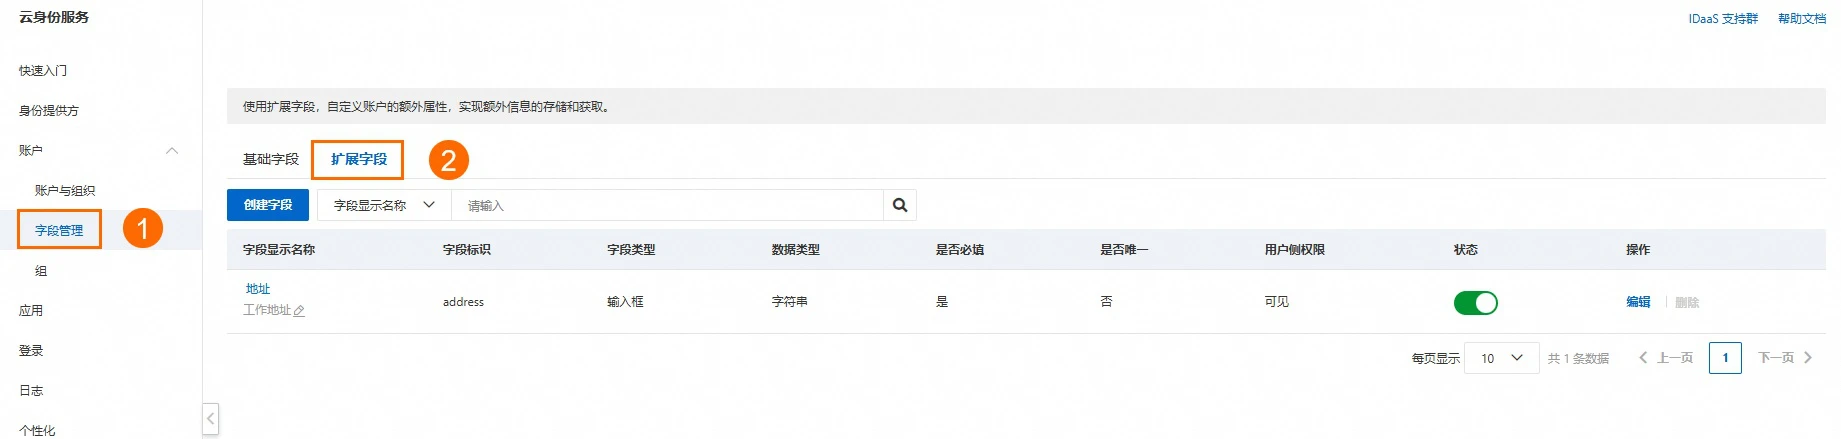 云身份服务
IDaaS 支持群 帮助文档
快速入门
身份提供方
账户
账户与组织
字段管理
1
组
应用
登录
日志
个性化
使用扩展字段，自定义账户的额外属性，实现额外信息的存储和获取。
基础字段 扩展字段 2
创建字段 字段显示名称 请输入
字段显示名称 字段标识 字段类型 数据类型 是否必填 是否唯一 用户侧权限 状态 操作
地址
工作地址
address 输入框 字符串 是 否 可见 编辑 删除
每页显示 10 共 1 条数据 上一页 1 下一页